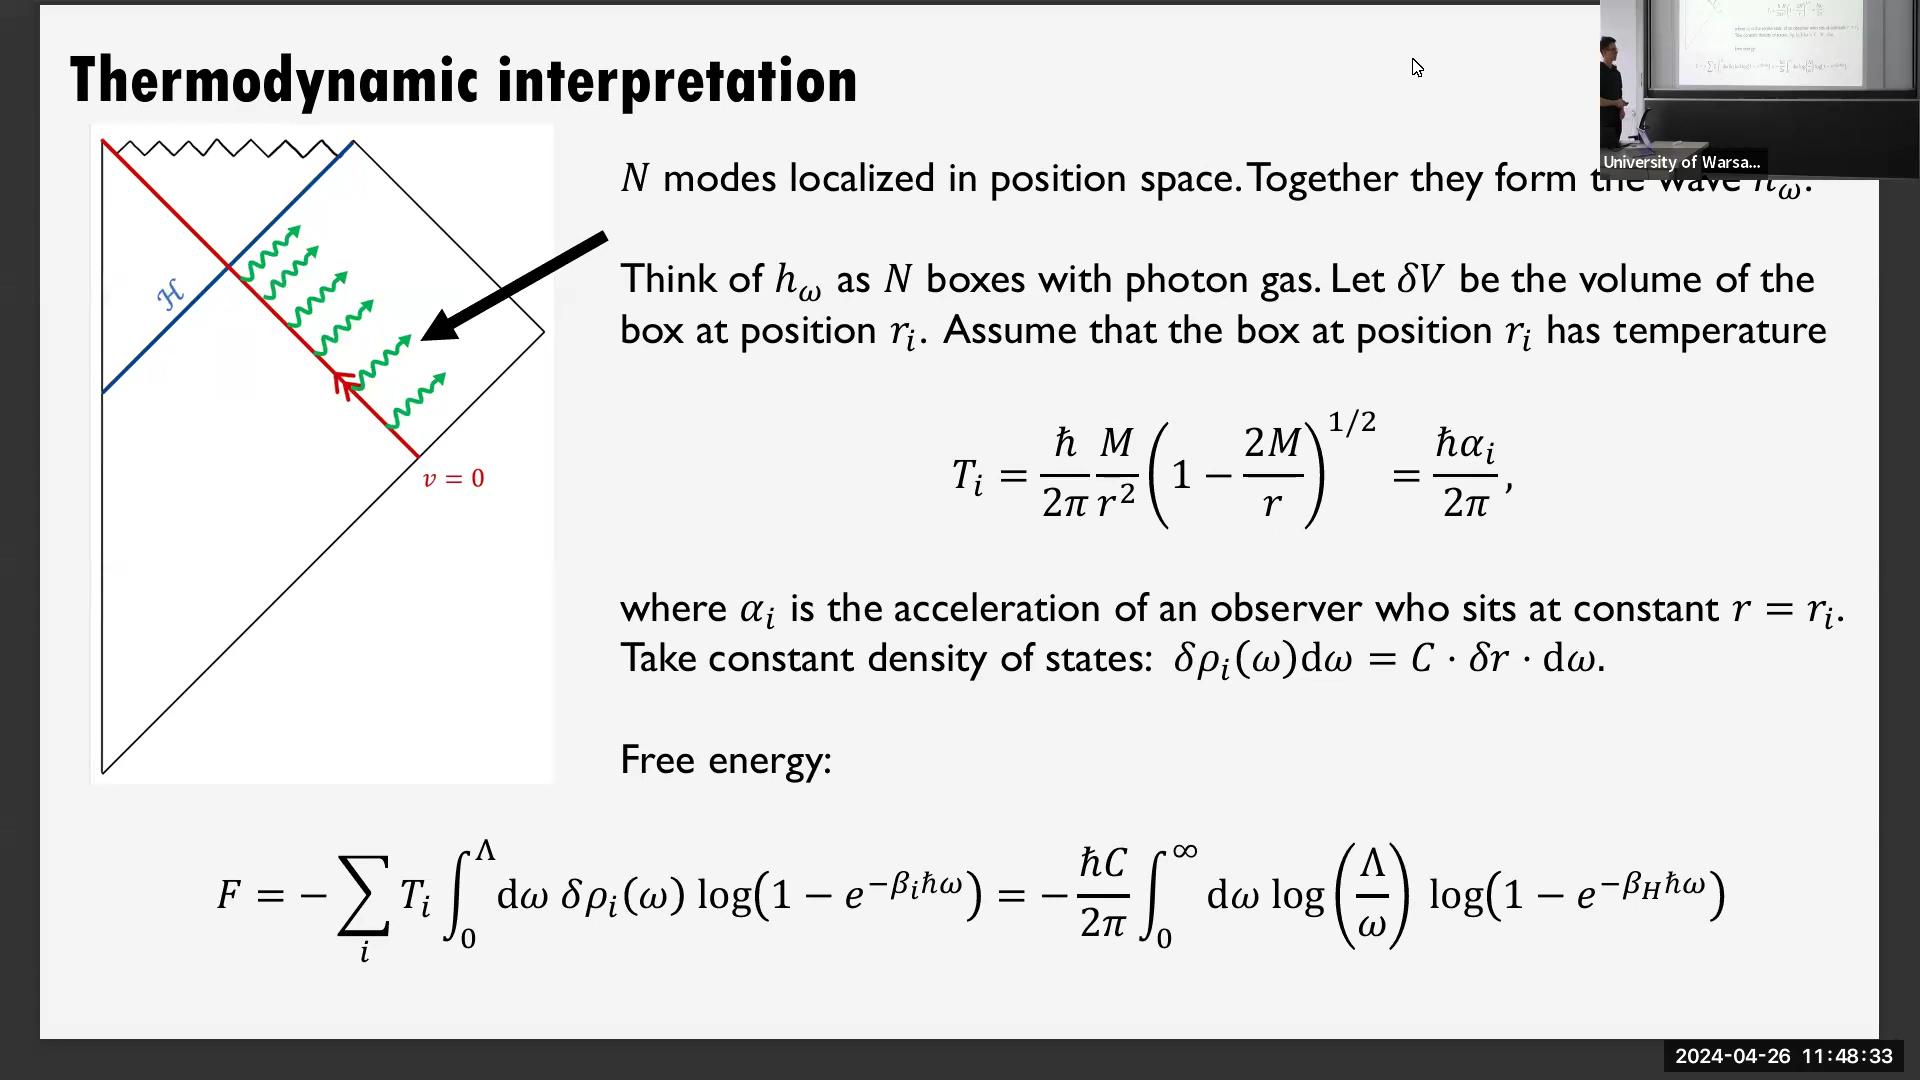 Thermodynamic interpretation
University of Warsa...
N modes localized in position space. Together they form the wave h_ω.
Think of h_ω as N boxes with photon gas. Let δV be the volume of the
box at position r_i. Assume that the box at position r_i has temperature
T_i = ℏ/2π M/r² (1 − 2M/r)^{1/2} = ℏα_i/2π,
ℋ
v = 0
where α_i is the acceleration of an observer who sits at constant r = r_i.
Take constant density of states: δρ_i(ω)dω = C · δr · dω.
Free energy:
F = − ∑_i T_i ∫_0^Λ dω δρ_i(ω) log(1 − e^{−β_iℏω}) = − ℏC/2π ∫_0^∞ dω log(Λ/ω) log(1 − e^{−β_Hℏω})
2024-04-26 11:48:33